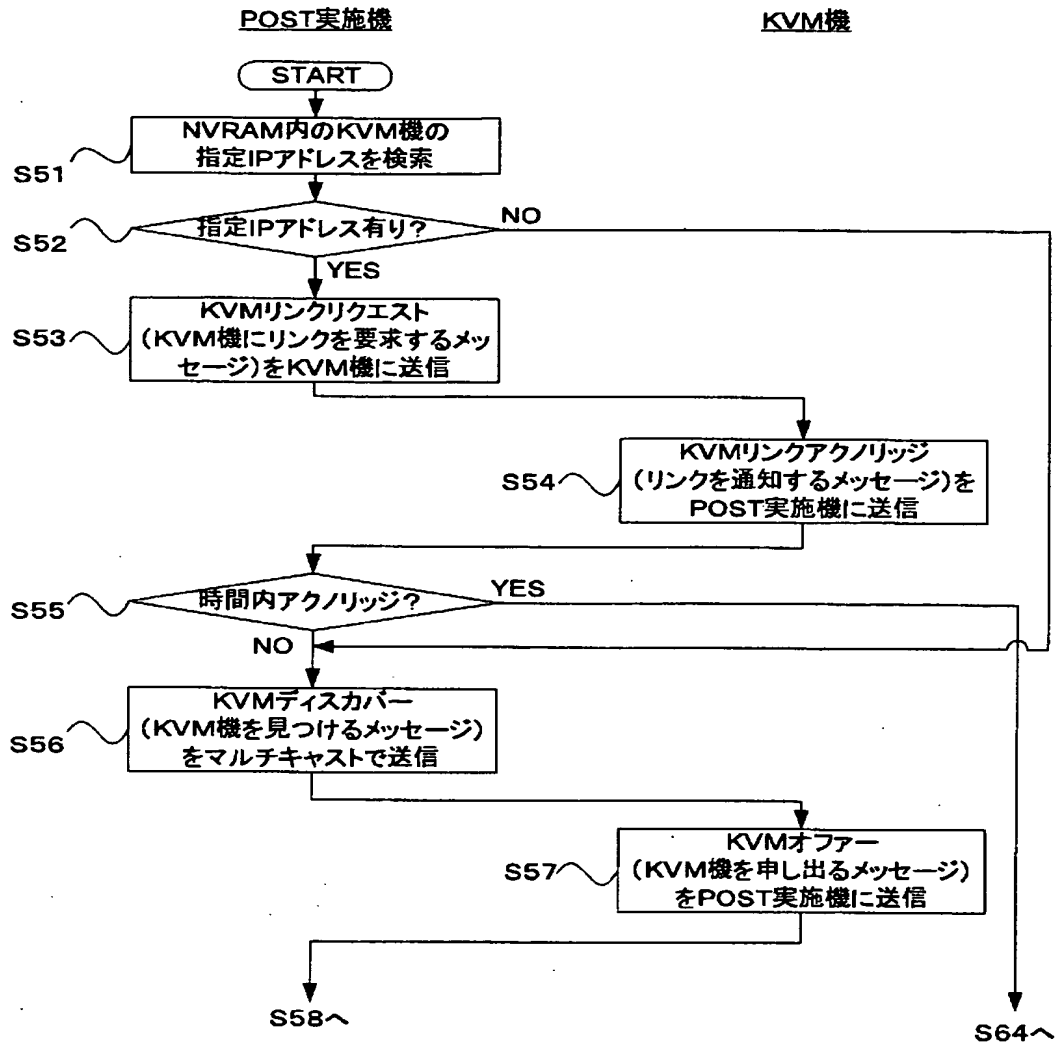 POST実施機
KVM機
START
NVRAM内のKVM機の
指定IPアドレスを検索
S51
指定IPアドレス有り?
NO
S52
YES
KVMリンクリクエスト
(KVM機にリンクを要求するメッ
セージ)をKVM機に送信
S53
KVMリンクアクノリッジ
(リンクを通知するメッセージ)を
POST実施機に送信
S54
時間内アクノリッジ?
YES
S55
NO
KVMディスカバー
(KVM機を見つけるメッセージ)
をマルチキャストで送信
S56
KVMオファー
(KVM機を申し出るメッセージ)
をPOST実施機に送信
S57
S58へ
S64へ